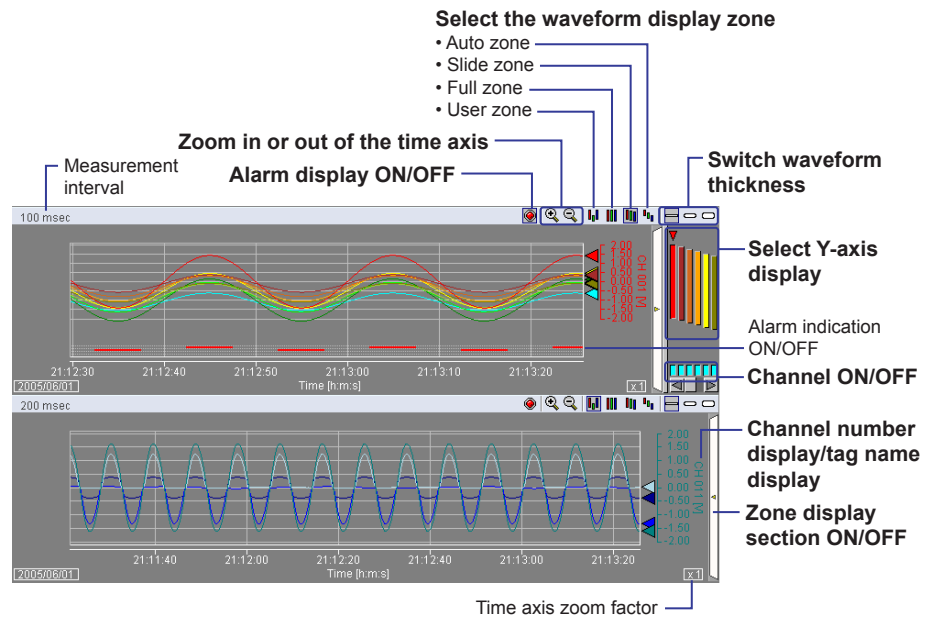 Select the waveform display zone
• Auto zone
• Slide zone
• Full zone
• User zone
Zoom in or out of the time axis
Measurement
interval
Alarm display ON/OFF
Switch waveform
thickness
100 msec
2.00
1.50
1.00
0.50
0.00
-0.50
-1.00
-1.50
-2.00
CH 001 [V]
Select Y-axis
display
Alarm indication
ON/OFF
21:12:30
21:12:40
21:12:50
21:13:00
21:13:10
21:13:20
2005/06/01
Time [h:m:s]
x 1
Channel ON/OFF
200 msec
2.00
1.50
1.00
0.50
0.00
-0.50
-1.00
-1.50
-2.00
CH 011 [V]
Channel number
display/tag name
display
Zone display
section ON/OFF
21:11:40
21:12:00
21:12:20
21:12:40
21:13:00
21:13:20
2005/06/01
Time [h:m:s]
x 1
Time axis zoom factor